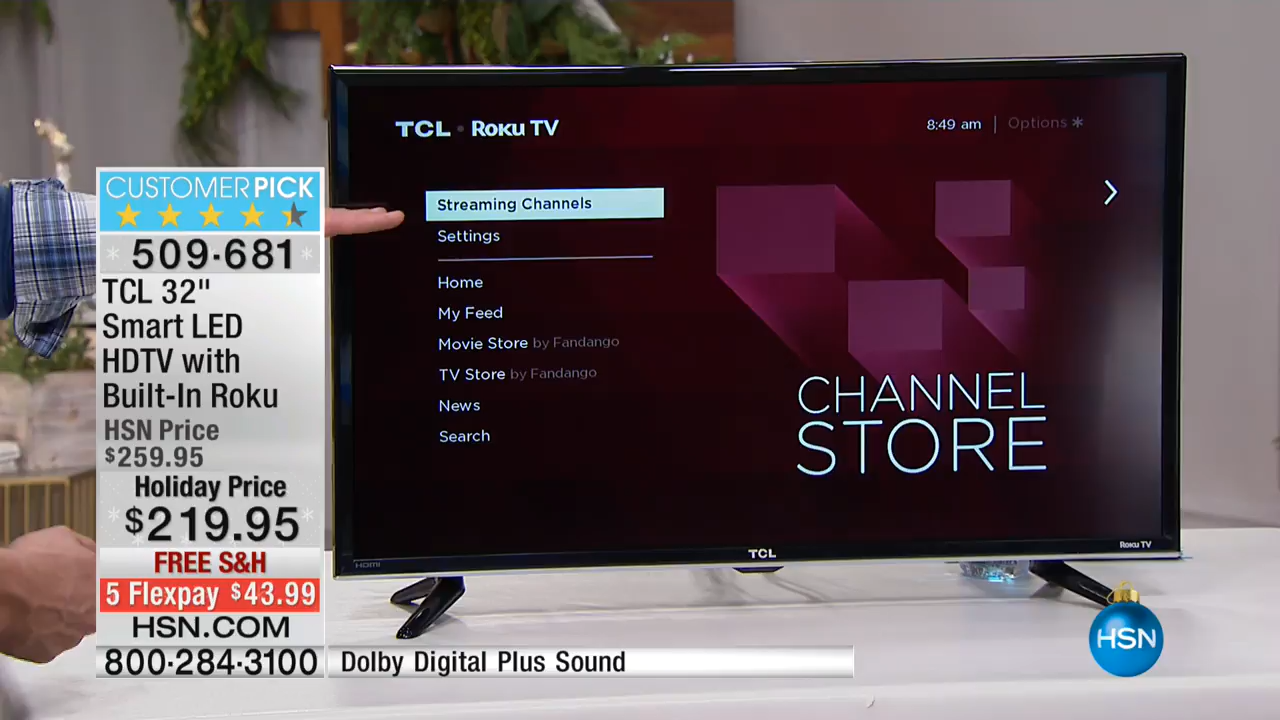 CUSTOMER PICK
509·681
TCL 32"
Smart LED
HDTV with
Built-In Roku
HSN Price
$259.95
Holiday Price
$219.95
FREE S&H
5 Flexpay $43.99
HSN.COM
800·284·3100
Dolby Digital Plus Sound
TCL • Roku TV
8:49 am | Options *
Streaming Channels
Settings
Home
My Feed
Movie Store by Fandango
TV Store by Fandango
News
Search
CHANNEL
STORE
HDMI
TCL
Roku TV
HSN